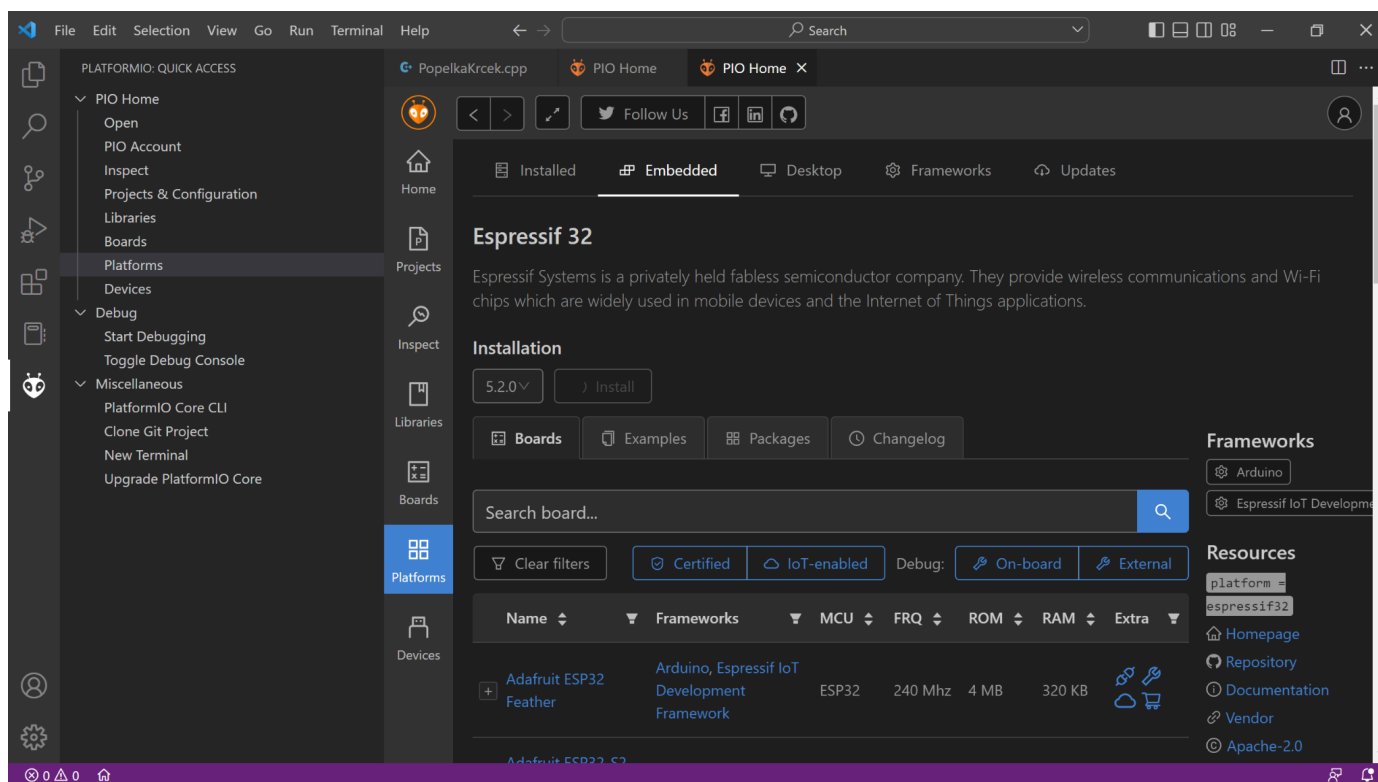 File Edit Selection View Go Run Terminal Help
Search
PLATFORMIO: QUICK ACCESS
PIO Home
Open
PIO Account
Inspect
Projects & Configuration
Libraries
Boards
Platforms
Devices
Debug
Start Debugging
Toggle Debug Console
Miscellaneous
PlatformIO Core CLI
Clone Git Project
New Terminal
Upgrade PlatformIO Core
PopelkaKrcek.cpp PIO Home PIO Home
Follow Us
Home
Projects
Inspect
Libraries
Boards
Platforms
Devices
Installed Embedded Desktop Frameworks Updates
Espressif 32
Espressif Systems is a privately held fabless semiconductor company. They provide wireless communications and Wi-Fi
chips which are widely used in mobile devices and the Internet of Things applications.
Installation
5.2.0 Install
Boards Examples Packages Changelog
Search board...
Clear filters Certified IoT-enabled Debug: On-board External
Name Frameworks MCU FRQ ROM RAM Extra
Adafruit ESP32
Feather
Arduino, Espressif IoT
Development
Framework
ESP32 240 Mhz 4 MB 320 KB
Adafruit ESP32-S2
Frameworks
Arduino
Espressif IoT Developme
Resources
platform =
espressif32
Homepage
Repository
Documentation
Vendor
Apache-2.0
0 0